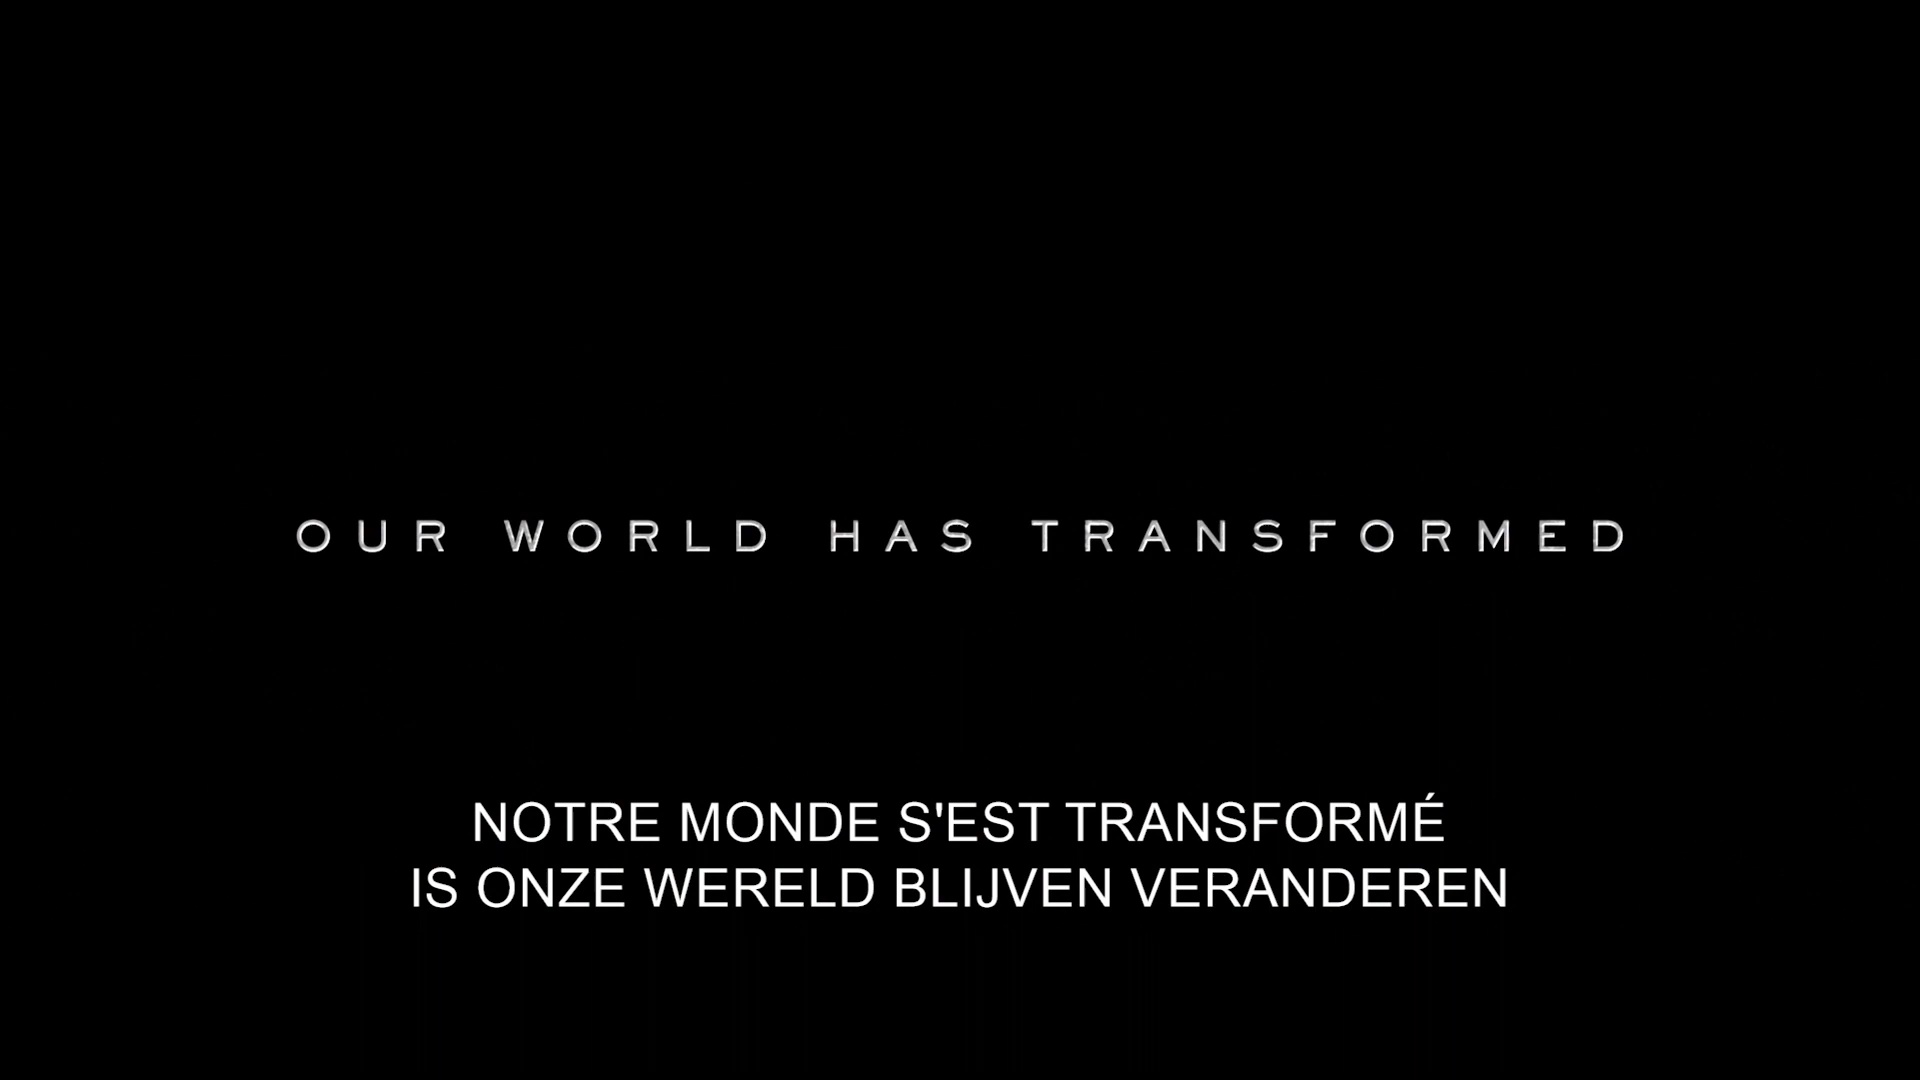 OUR WORLD HAS TRANSFORMED
NOTRE MONDE S'EST TRANSFORMÉ
IS ONZE WERELD BLIJVEN VERANDEREN